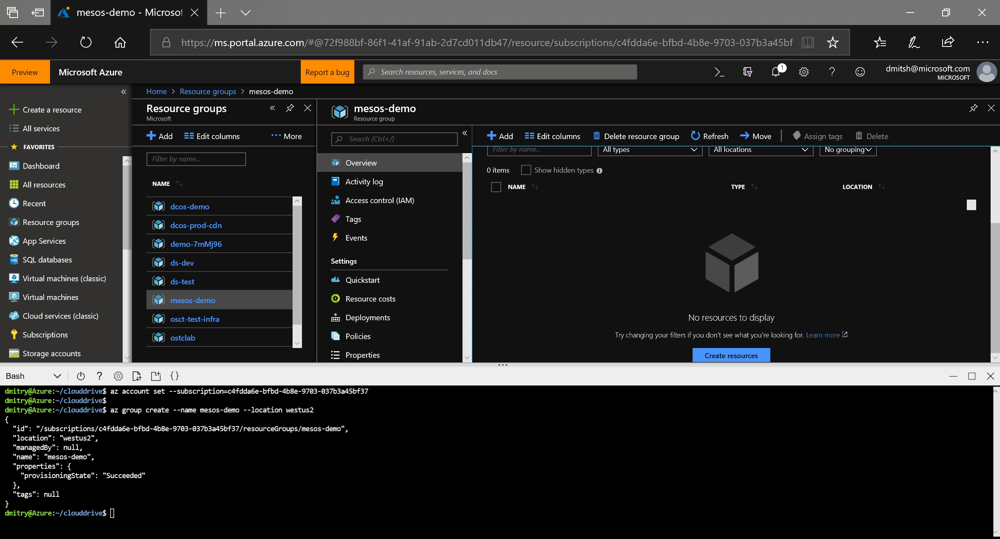 mesos-demo - Microsof
https://ms.portal.azure.com/#@72f988bf-86f1-41af-91ab-2d7cd011db47/resource/subscriptions/c4fdda6e-bfbd-4b8e-9703-037b3a45bf
Preview
Microsoft Azure
Report a bug
Search resources, services, and docs
1
dmitsh@microsoft.com
MICROSOFT
Home > Resource groups > mesos-demo
Create a resource
All services
FAVORITES
Dashboard
All resources
Recent
Resource groups
App Services
SQL databases
Virtual machines (classic)
Virtual machines
Cloud services (classic)
Subscriptions
Storage accounts
Resource groups
Microsoft
Add
Edit columns
More
Filter by name...
NAME
dcos-demo
dcos-prod-cdn
demo-7mMj96
ds-dev
ds-test
mesos-demo
osct-test-infra
ostclab
mesos-demo
Resource group
Search (Ctrl+/)
Overview
Activity log
Access control (IAM)
Tags
Events
Settings
Quickstart
Resource costs
Deployments
Policies
Properties
Add
Edit columns
Delete resource group
Refresh
Move
Assign tags
Delete
Filter by name...
All types
All locations
No grouping
0 items
Show hidden types
NAME
TYPE
LOCATION
No resources to display
Try changing your filters if you don't see what you're looking for. Learn more
Create resources
Bash
dmitry@Azure:~/clouddrive$ az account set --subscription=c4fdda6e-bfbd-4b8e-9703-037b3a45bf37
dmitry@Azure:~/clouddrive$
dmitry@Azure:~/clouddrive$ az group create --name mesos-demo --location westus2
{
  "id": "/subscriptions/c4fdda6e-bfbd-4b8e-9703-037b3a45bf37/resourceGroups/mesos-demo",
  "location": "westus2",
  "managedBy": null,
  "name": "mesos-demo",
  "properties": {
    "provisioningState": "Succeeded"
  },
  "tags": null
}
dmitry@Azure:~/clouddrive$